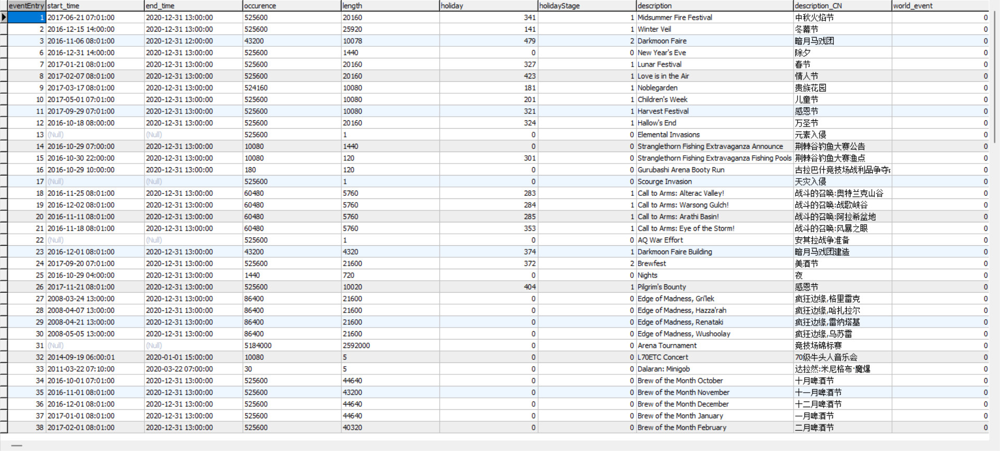 eventEntry start_time end_time occurence length holiday holidayStage description description_CN world_event
1 2017-06-21 07:01:00 2020-12-31 13:00:00 525600 20160 341 1 Midsummer Fire Festival 中秋火焰节 0
2 2016-12-15 14:00:00 2020-12-31 13:00:00 525600 25920 141 1 Winter Veil 冬幕节 0
3 2016-11-06 08:01:00 2020-12-31 12:00:00 43200 10078 479 2 Darkmoon Faire 暗月马戏团 0
6 2016-12-31 14:00:00 2020-12-31 13:00:00 525600 1440 0 0 New Year's Eve 除夕 0
7 2017-01-21 08:01:00 2020-12-31 13:00:00 525600 20160 327 1 Lunar Festival 春节 0
8 2017-02-07 08:01:00 2020-12-31 13:00:00 525600 20160 423 1 Love is in the Air 情人节 0
9 2017-03-17 08:01:00 2020-12-31 13:00:00 524160 10080 181 1 Noblegarden 贵族花园 0
10 2017-05-01 07:01:00 2020-12-31 13:00:00 525600 10080 201 1 Children's Week 儿童节 0
11 2017-09-29 07:01:00 2020-12-31 13:00:00 525600 10080 321 1 Harvest Festival 感恩节 0
12 2016-10-18 08:00:00 2020-12-31 13:00:00 525600 20160 324 1 Hallow's End 万圣节 0
13 (Null) (Null) 525600 1 0 0 Elemental Invasions 元素入侵 0
14 2016-10-29 07:00:00 2020-12-31 13:00:00 10080 1440 0 0 Stranglethorn Fishing Extravaganza Announce 荆棘谷钓鱼大赛公告 0
15 2016-10-30 22:00:00 2020-12-31 13:00:00 10080 120 301 0 Stranglethorn Fishing Extravaganza Fishing Pools 荆棘谷钓鱼大赛渔点 0
16 2016-10-29 10:00:00 2020-12-31 13:00:00 180 120 0 0 Gurubashi Arena Booty Run 古拉巴什竞技场战利品争夺 0
17 (Null) (Null) 525600 1 0 0 Scourge Invasion 天灾入侵 0
18 2016-11-25 08:01:00 2020-12-31 13:00:00 60480 5760 283 1 Call to Arms: Alterac Valley! 战斗的召唤:奥特兰克山谷 0
19 2016-12-02 08:01:00 2020-12-31 13:00:00 60480 5760 284 1 Call to Arms: Warsong Gulch! 战斗的召唤:战歌峡谷 0
20 2016-11-11 08:01:00 2020-12-31 13:00:00 60480 5760 285 1 Call to Arms: Arathi Basin! 战斗的召唤:阿拉希盆地 0
21 2016-11-18 08:01:00 2020-12-31 13:00:00 60480 5760 353 1 Call to Arms: Eye of the Storm! 战斗的召唤:风暴之眼 0
22 (Null) (Null) 525600 1 0 0 AQ War Effort 安其拉战争准备 0
23 2016-12-01 08:01:00 2020-12-31 13:00:00 43200 4320 374 1 Darkmoon Faire Building 暗月马戏团建造 0
24 2017-09-20 07:01:00 2020-12-31 13:00:00 525600 21600 372 2 Brewfest 美酒节 0
25 2016-10-29 04:00:00 2020-12-31 13:00:00 1440 720 0 0 Nights 夜 0
26 2017-11-21 08:01:00 2020-12-31 13:00:00 525600 10020 404 1 Pilgrim's Bounty 感恩节 0
27 2008-03-24 13:00:00 2020-12-31 13:00:00 86400 21600 0 0 Edge of Madness, Gri'lek 疯狂边缘,格里雷克 0
28 2008-04-07 13:00:00 2020-12-31 13:00:00 86400 21600 0 0 Edge of Madness, Hazza'rah 疯狂边缘,哈扎拉尔 0
29 2008-04-21 13:00:00 2020-12-31 13:00:00 86400 21600 0 0 Edge of Madness, Renataki 疯狂边缘,雷纳塔基 0
30 2008-05-05 13:00:00 2020-12-31 13:00:00 86400 21600 0 0 Edge of Madness, Wushoolay 疯狂边缘,乌苏雷 0
31 (Null) (Null) 5184000 2592000 0 0 Arena Tournament 竞技场锦标赛 0
32 2014-09-19 06:00:01 2020-01-01 15:00:00 10080 5 0 0 L70ETC Concert 70级牛头人音乐会 0
33 2011-03-22 07:10:00 2020-03-22 07:00:00 30 5 0 0 Dalaran: Minigob 达拉然:米尼格布·魔爆 0
34 2016-10-01 07:01:00 2020-12-31 13:00:00 525600 44640 0 0 Brew of the Month October 十月啤酒节 0
35 2016-11-01 08:01:00 2020-12-31 13:00:00 525600 43200 0 0 Brew of the Month November 十一月啤酒节 0
36 2016-12-01 08:01:00 2020-12-31 13:00:00 525600 44640 0 0 Brew of the Month December 十二月啤酒节 0
37 2017-01-01 08:01:00 2020-12-31 13:00:00 525600 44640 0 0 Brew of the Month January 一月啤酒节 0
38 2017-02-01 08:01:00 2020-12-31 13:00:00 525600 40320 0 0 Brew of the Month February 二月啤酒节 0